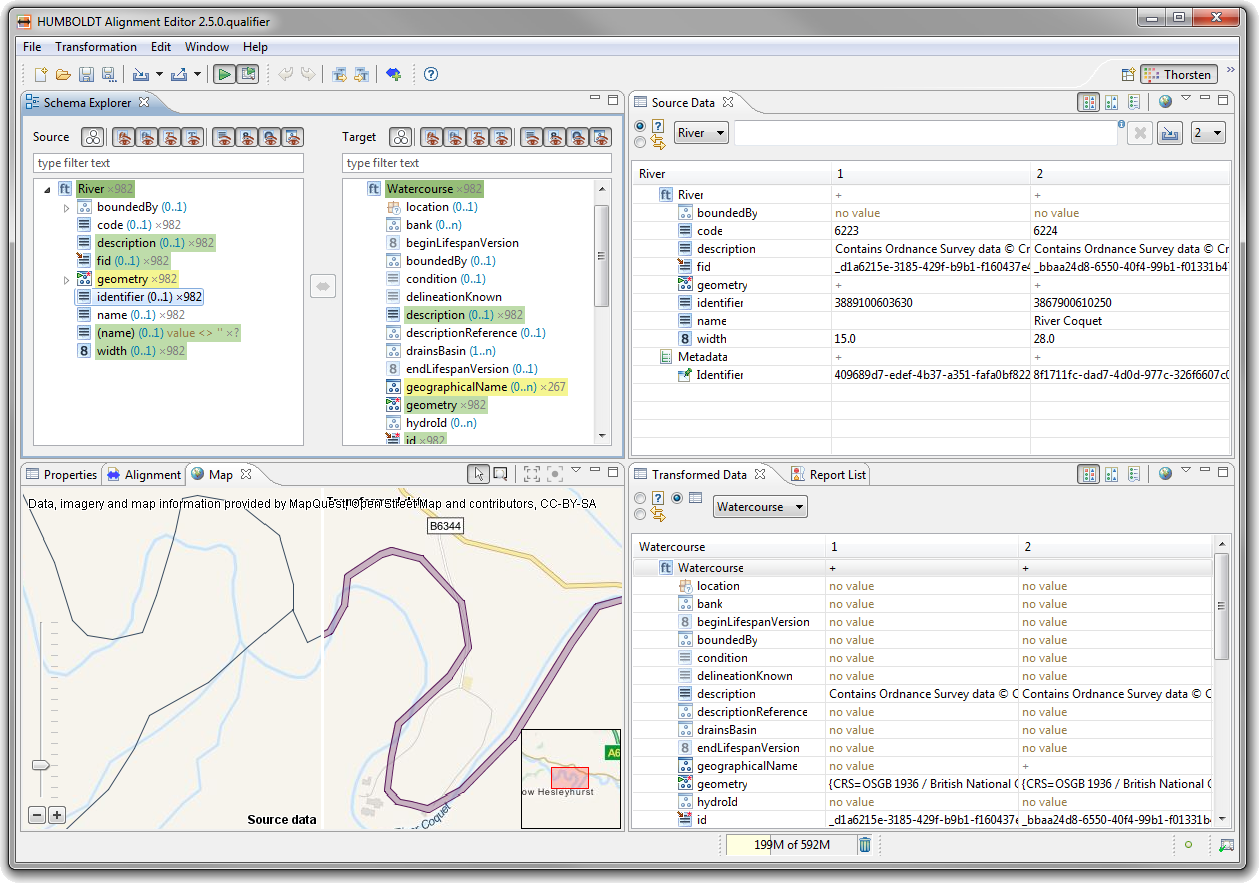 HUMBOLDT Alignment Editor 2.5.0.qualifier
File Transformation Edit Window Help
Thorsten
Schema Explorer
Source
Target
type filter text
type filter text
River ×982
boundedBy (0..1)
code (0..1) ×982
description (0..1) ×982
fid (0..1) ×982
geometry ×982
identifier (0..1) ×982
name (0..1) ×982
(name) (0..1) value <> '' ×?
width (0..1) ×982
Watercourse ×982
location (0..1)
bank (0..n)
beginLifespanVersion
boundedBy (0..1)
condition (0..1)
delineationKnown
description (0..1) ×982
descriptionReference (0..1)
drainsBasin (1..n)
endLifespanVersion (0..1)
geographicalName (0..n) ×267
geometry ×982
hydroId (0..n)
id ×982
Source Data
River
2
River 1 2
River + +
boundedBy no value no value
code 6223 6224
description Contains Ordnance Survey data © Cr Contains Ordnance Survey data © Cr
fid _d1a6215e-3185-429f-b9b1-f160437e4 _bbaa24d8-6550-40f4-99b1-f01331b47
geometry + +
identifier 3889100603630 3867900610250
name River Coquet
width 15.0 28.0
Metadata + +
Identifier 409689d7-edef-4b37-a351-fafa0bf822 8f1711fc-dad7-4d0d-977c-326f6607c0
Properties Alignment Map
Data, imagery and map information provided by MapQuest, OpenStreetMap and contributors, CC-BY-SA
B6344
A6
ow Hesleyhurst
Coquet
Source data
Transformed Data Report List
Watercourse
Watercourse 1 2
Watercourse + +
location no value no value
bank no value no value
beginLifespanVersion no value no value
boundedBy no value no value
condition no value no value
delineationKnown no value no value
description Contains Ordnance Survey data © C Contains Ordnance Survey data © C
descriptionReference no value no value
drainsBasin no value no value
endLifespanVersion no value no value
geographicalName no value +
geometry {CRS=OSGB 1936 / British National G {CRS=OSGB 1936 / British National G
hydroId no value no value
id _d1a6215e-3185-429f-b9b1-f160437e _bbaa24d8-6550-40f4-99b1-f01331b4
199M of 592M